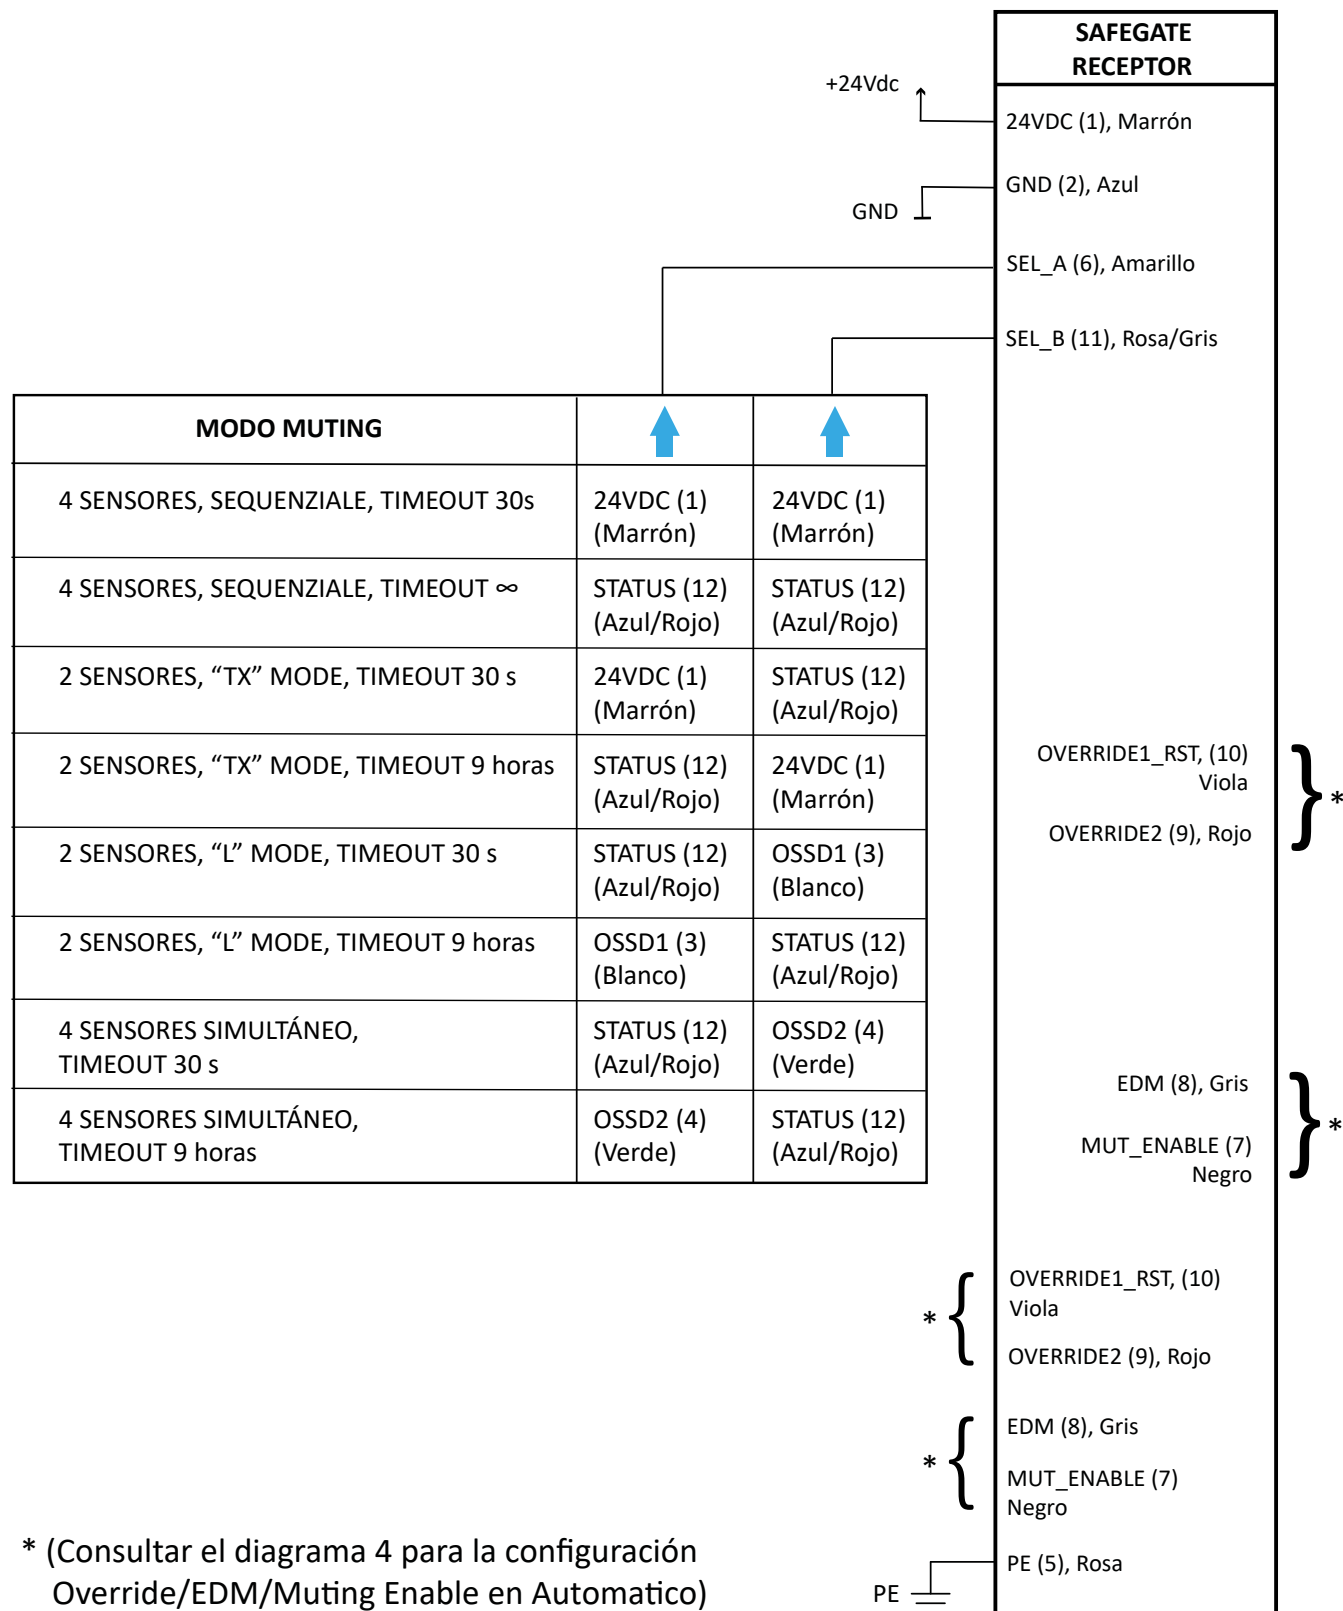 SAFEGATE
RECEPTOR
+24Vdc
24VDC (1), Marrón
GND (2), Azul
GND
SEL_A (6), Amarillo
SEL_B (11), Rosa/Gris
MODO MUTING
4 SENSORES, SEQUENZIALE, TIMEOUT 30s
24VDC (1)
(Marrón)
24VDC (1)
(Marrón)
4 SENSORES, SEQUENZIALE, TIMEOUT ∞
STATUS (12)
(Azul/Rojo)
STATUS (12)
(Azul/Rojo)
2 SENSORES, “TX” MODE, TIMEOUT 30 s
24VDC (1)
(Marrón)
STATUS (12)
(Azul/Rojo)
2 SENSORES, “TX” MODE, TIMEOUT 9 horas
STATUS (12)
(Azul/Rojo)
24VDC (1)
(Marrón)
2 SENSORES, “L” MODE, TIMEOUT 30 s
STATUS (12)
(Azul/Rojo)
OSSD1 (3)
(Blanco)
2 SENSORES, “L” MODE, TIMEOUT 9 horas
OSSD1 (3)
(Blanco)
STATUS (12)
(Azul/Rojo)
4 SENSORES SIMULTÁNEO,
TIMEOUT 30 s
STATUS (12)
(Azul/Rojo)
OSSD2 (4)
(Verde)
4 SENSORES SIMULTÁNEO,
TIMEOUT 9 horas
OSSD2 (4)
(Verde)
STATUS (12)
(Azul/Rojo)
OVERRIDE1_RST, (10)
Viola
*
OVERRIDE2 (9), Rojo
EDM (8), Gris
*
MUT_ENABLE (7)
Negro
OVERRIDE1_RST, (10)
Viola
*
OVERRIDE2 (9), Rojo
EDM (8), Gris
*
MUT_ENABLE (7)
Negro
PE (5), Rosa
PE
* (Consultar el diagrama 4 para la configuración
Override/EDM/Muting Enable en Automatico)